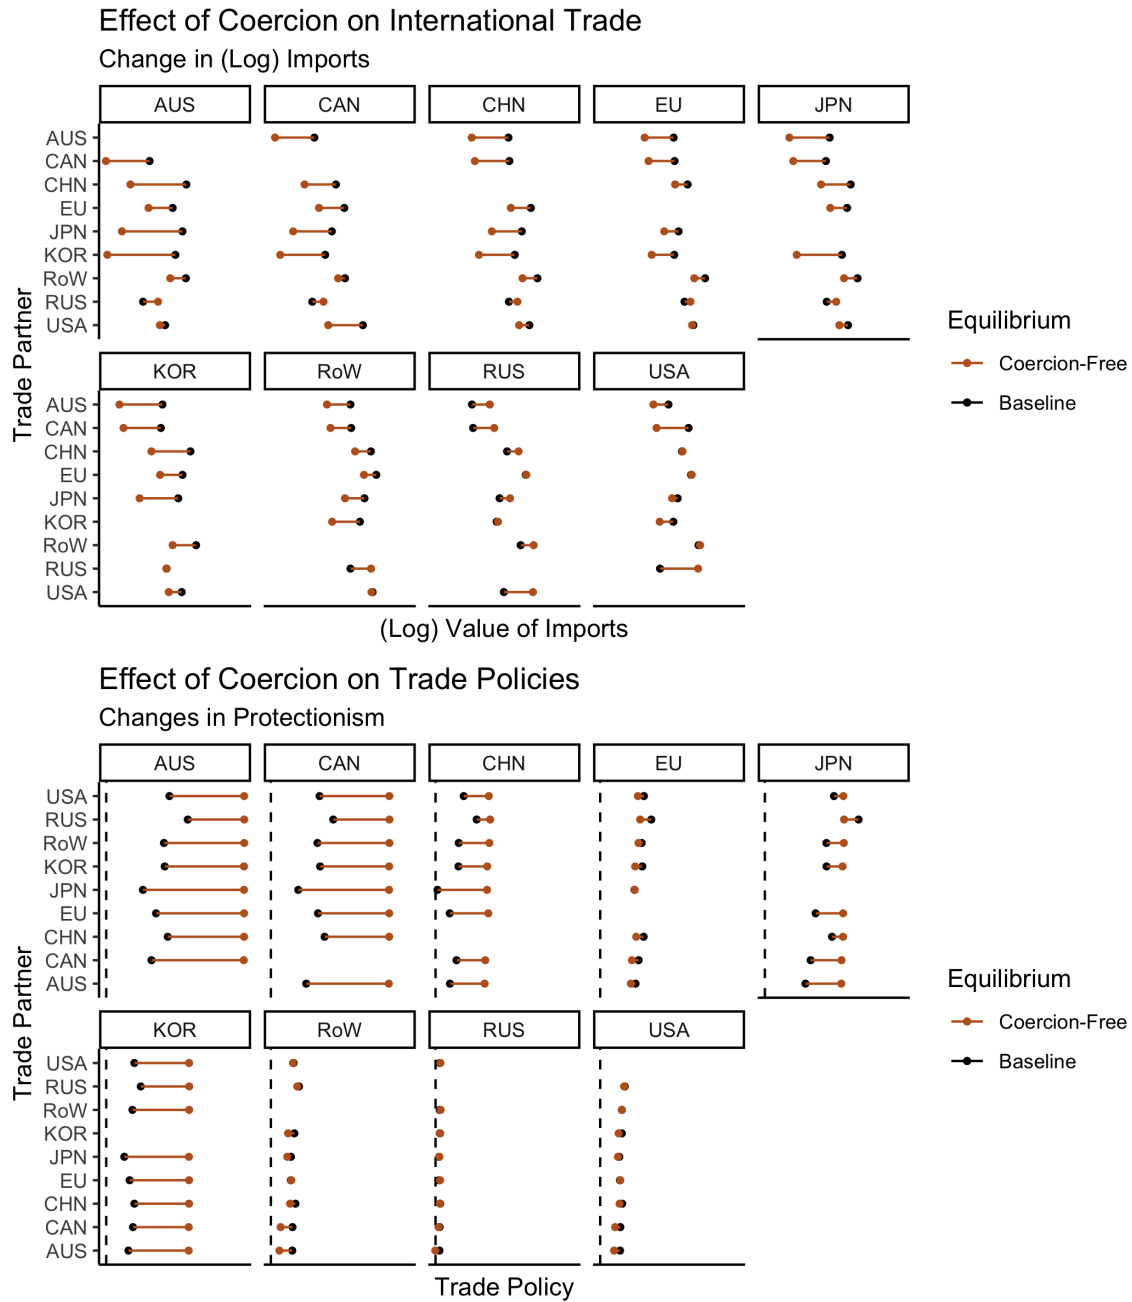 Effect of Coercion on International Trade
Change in (Log) Imports
AUS CAN CHN EU JPN
AUS
CAN
CHN
EU
JPN
KOR
RoW
RUS
USA
KOR RoW RUS USA
AUS
CAN
CHN
EU
JPN
KOR
RoW
RUS
USA
Trade Partner
(Log) Value of Imports
Equilibrium
Coercion-Free
Baseline
Effect of Coercion on Trade Policies
Changes in Protectionism
AUS CAN CHN EU JPN
USA
RUS
RoW
KOR
JPN
EU
CHN
CAN
AUS
KOR RoW RUS USA
USA
RUS
RoW
KOR
JPN
EU
CHN
CAN
AUS
Trade Partner
Trade Policy
Equilibrium
Coercion-Free
Baseline